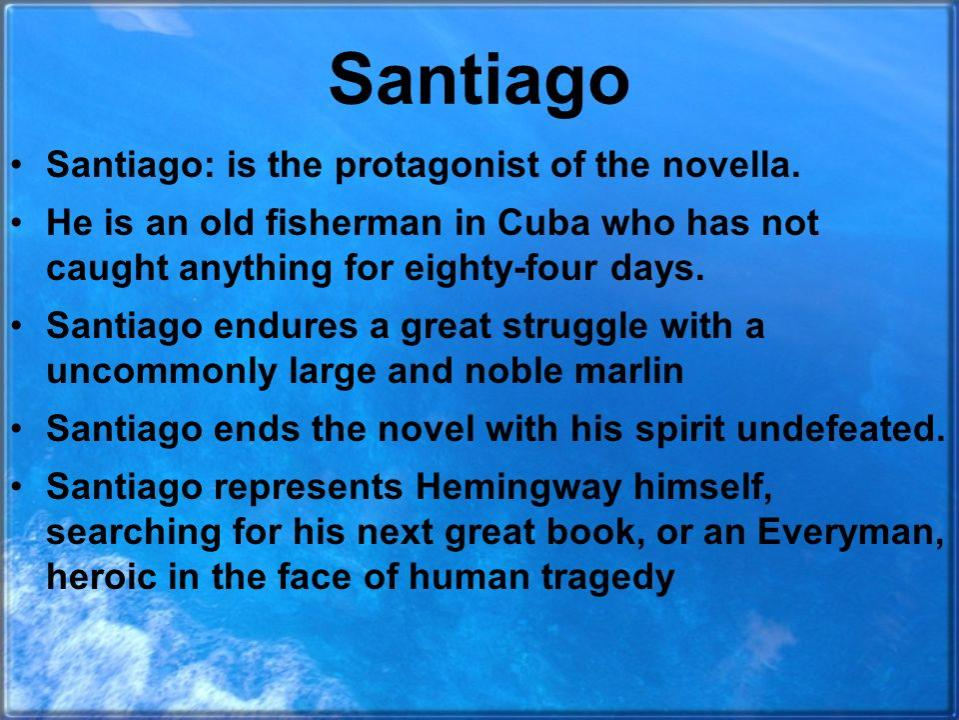 Santiago
• Santiago: is the protagonist of the novella.
• He is an old fisherman in Cuba who has not
caught anything for eighty-four days.
• Santiago endures a great struggle with a
uncommonly large and noble marlin
• Santiago ends the novel with his spirit undefeated.
• Santiago represents Hemingway himself,
searching for his next great book, or an Everyman,
heroic in the face of human tragedy